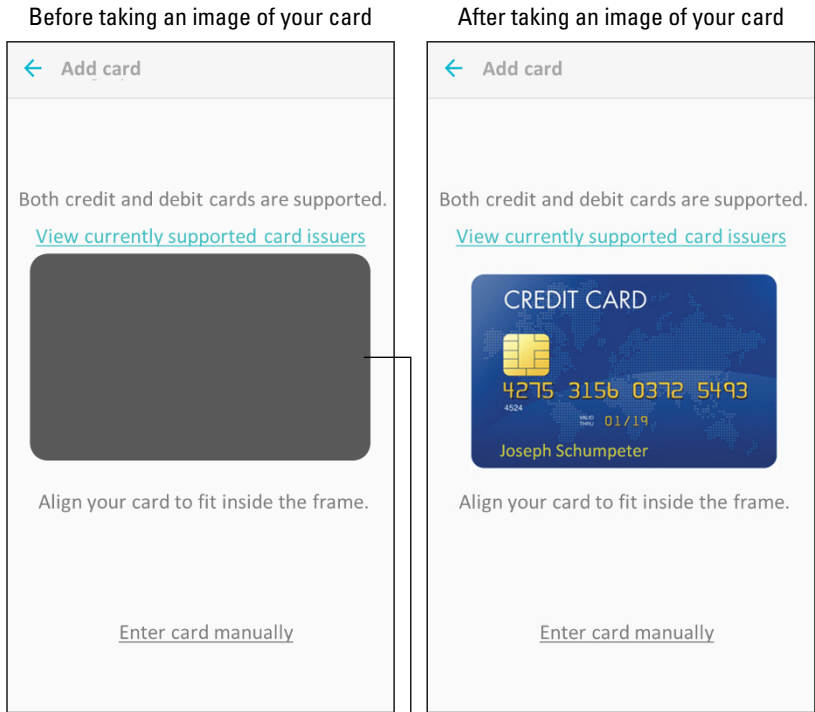 Before taking an image of your card
Add card
Both credit and debit cards are supported.
View currently supported card issuers
Align your card to fit inside the frame.
Enter card manually
After taking an image of your card
Add card
Both credit and debit cards are supported.
View currently supported card issuers
CREDIT CARD
4275 3156 0372 5493
4524
VALID
THRU 01/19
Joseph Schumpeter
Align your card to fit inside the frame.
Enter card manually